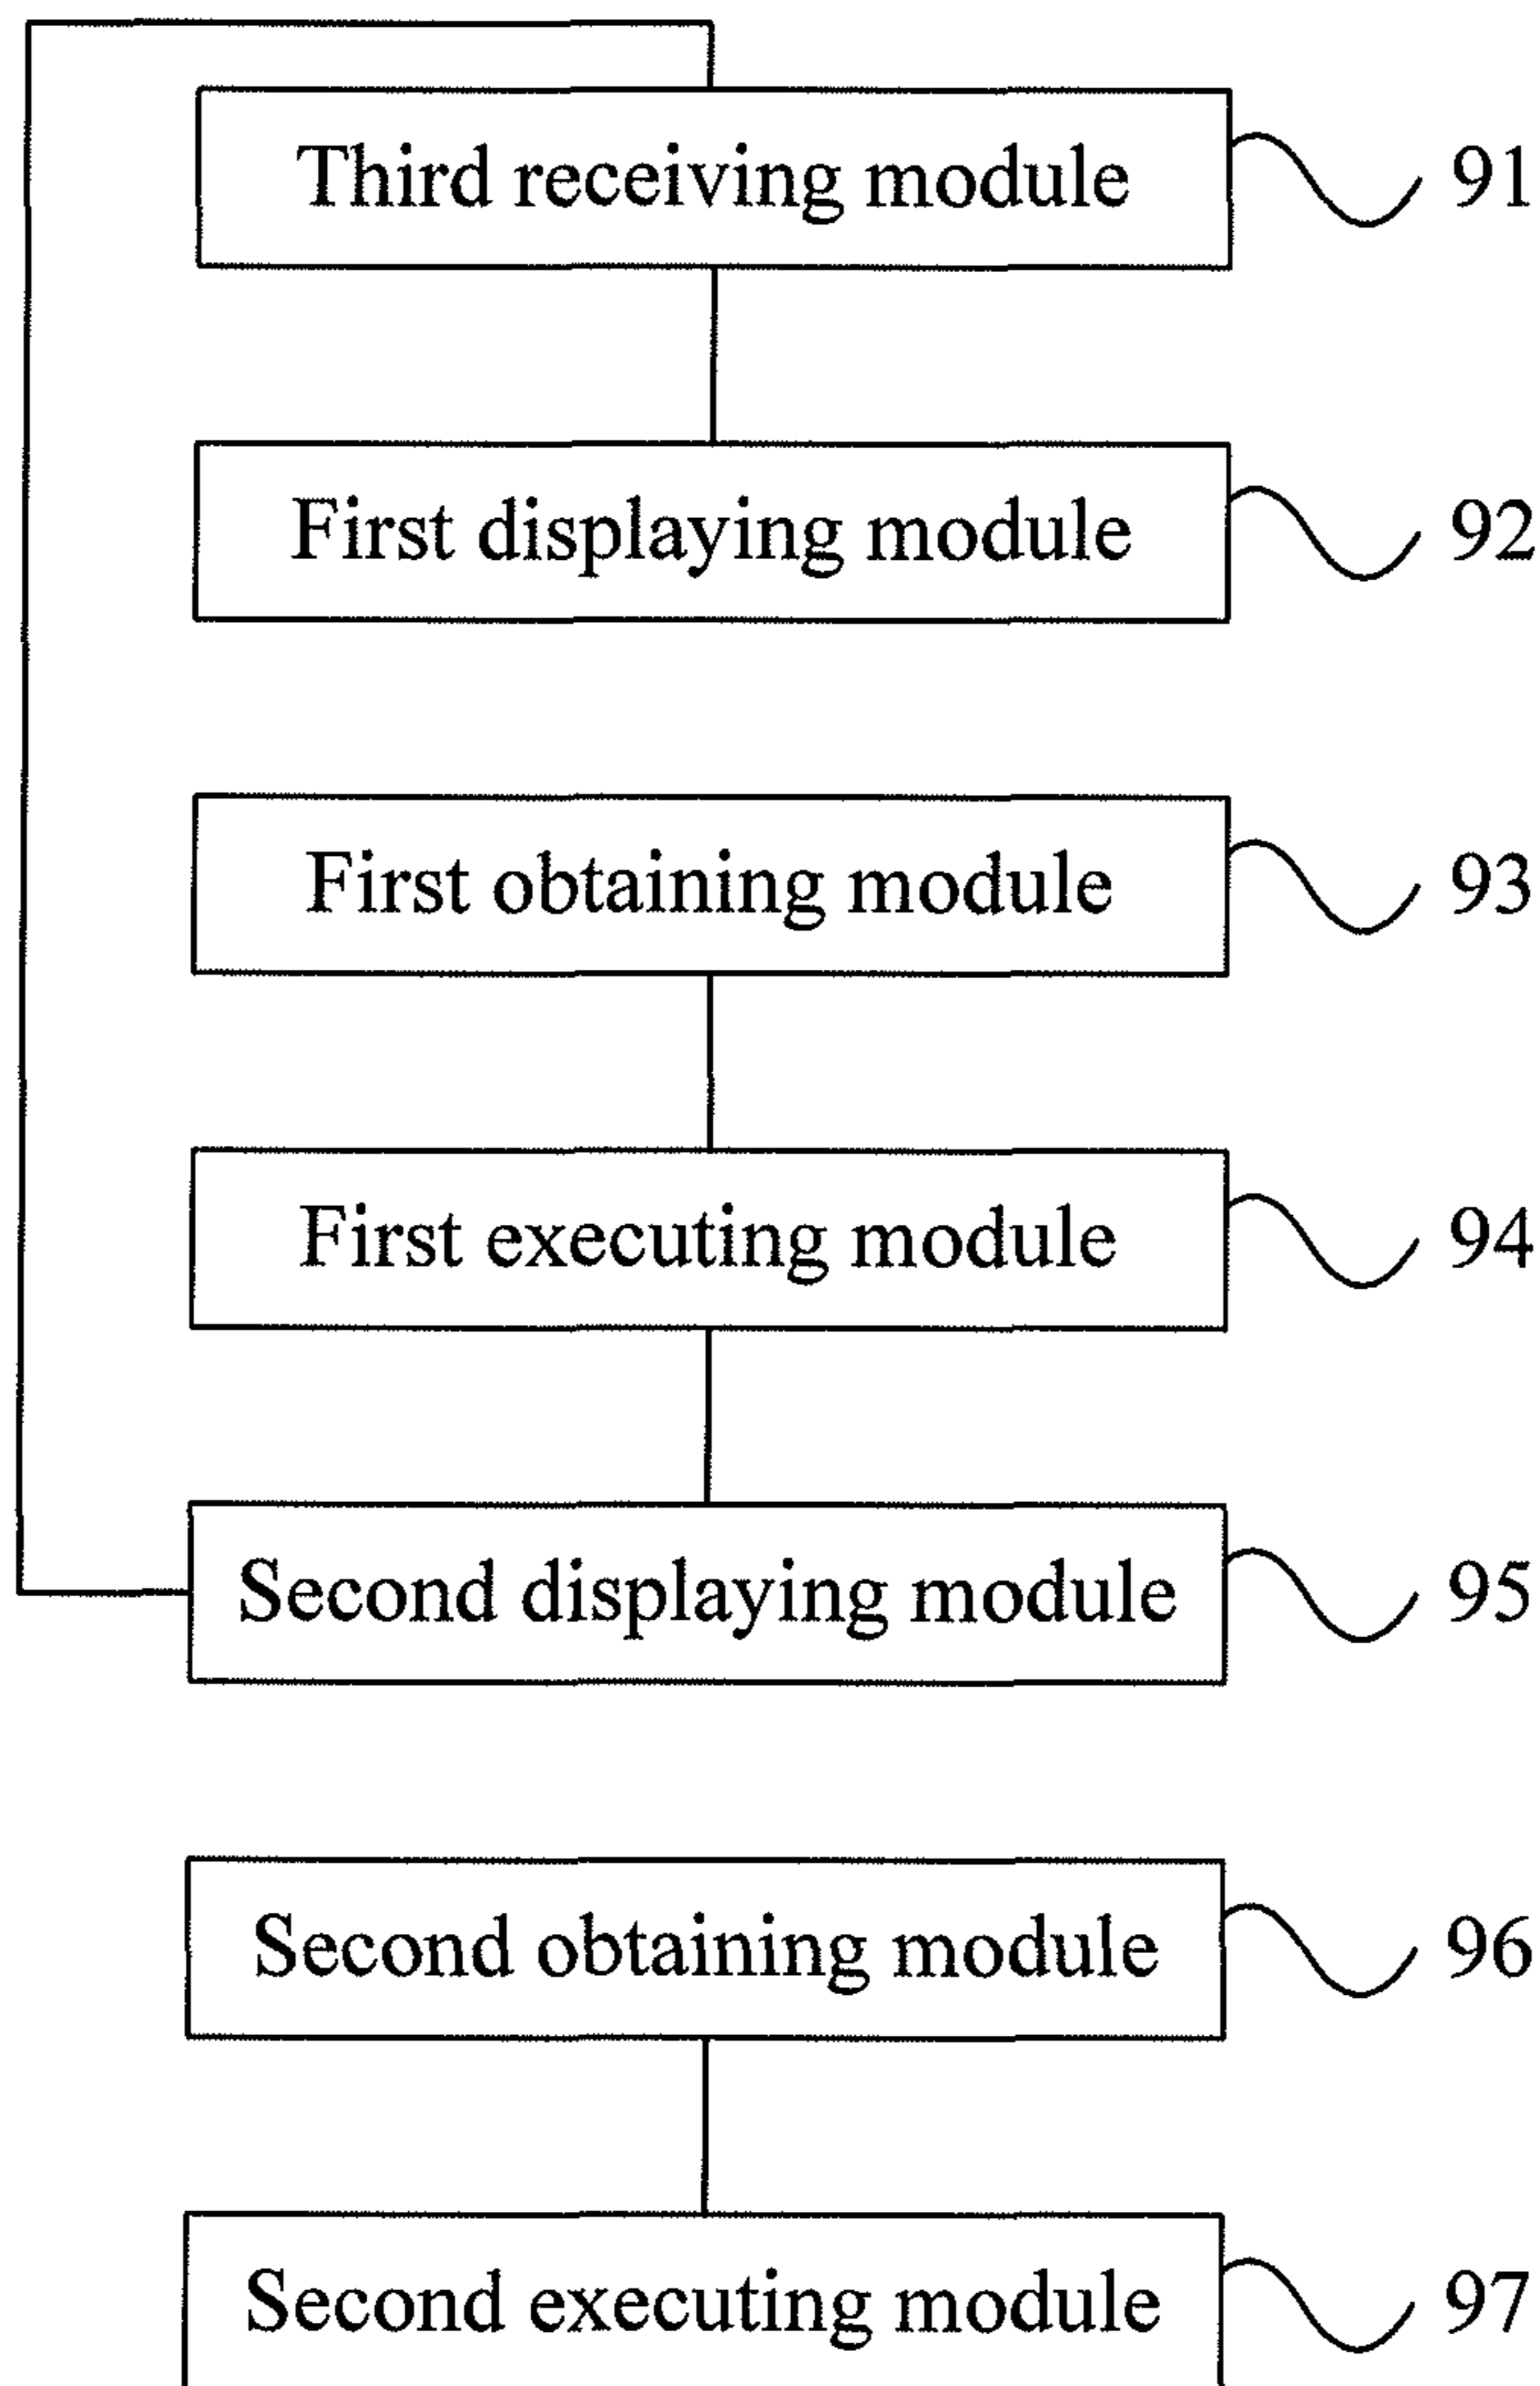 Third receiving module 91
First displaying module 92
First obtaining module 93
First executing module 94
Second displaying module 95
Second obtaining module 96
Second executing module 97